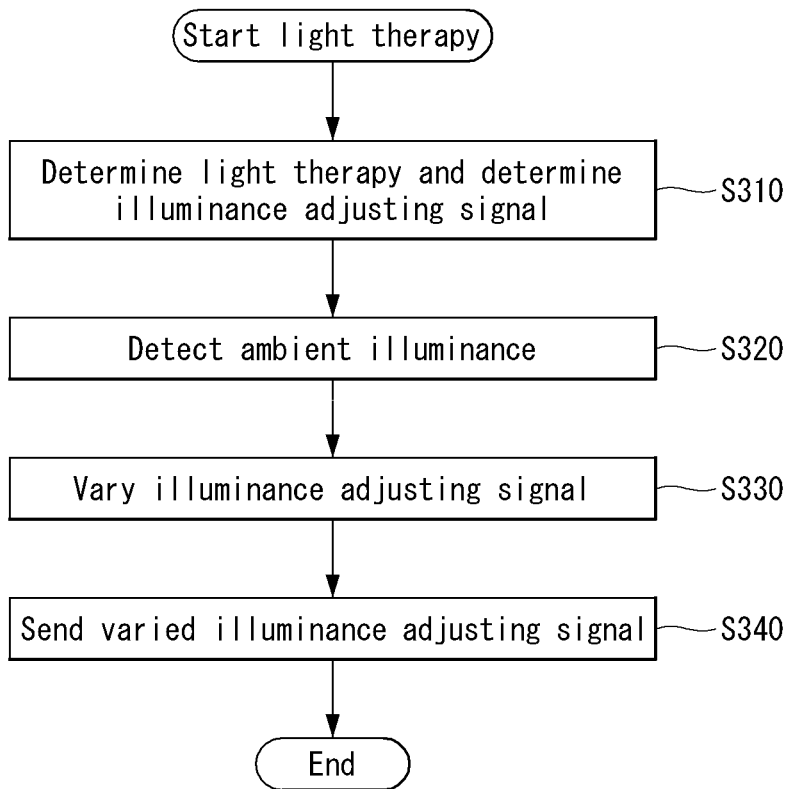 Start light therapy
Determine light therapy and determine
illuminance adjusting signal
S310
Detect ambient illuminance
S320
Vary illuminance adjusting signal
S330
Send varied illuminance adjusting signal
S340
End